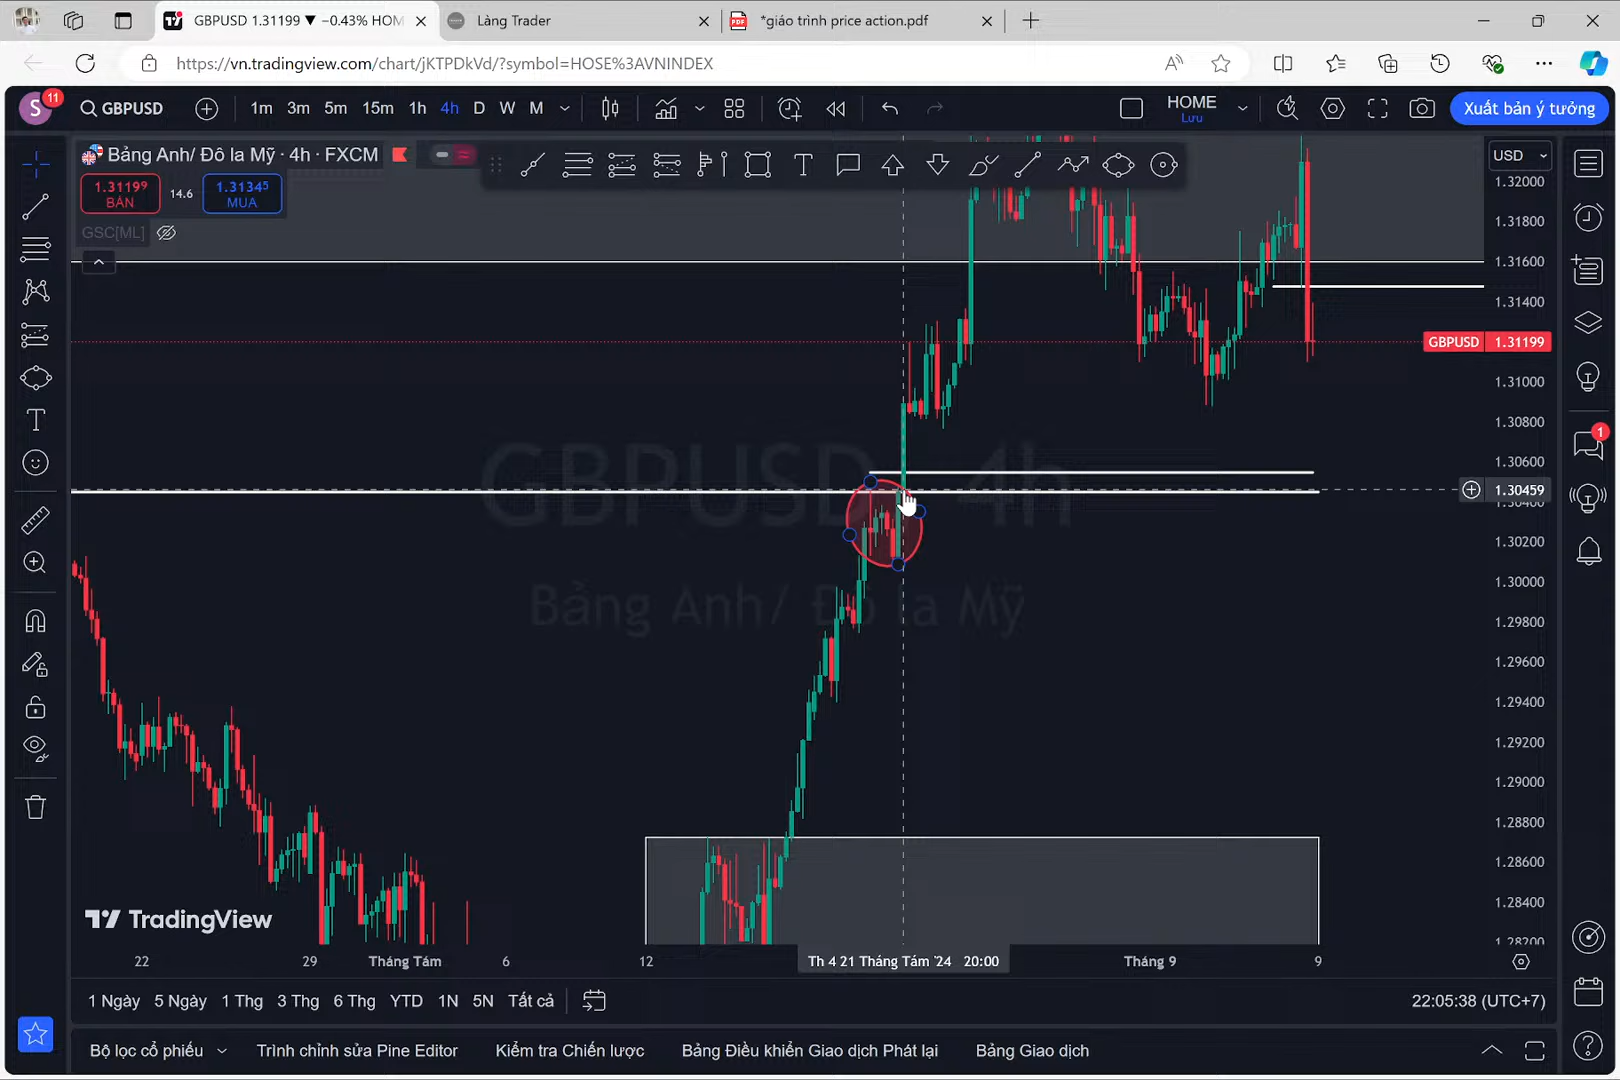 GBPUSD 1.31199 ▼ −0.43% HOM
Làng Trader
*giáo trình price action.pdf
https://vn.tradingview.com/chart/jKTPDkVd/?symbol=HOSE%3AVNINDEX
S
11
GBPUSD
1m 3m 5m 15m 1h 4h D W M
HOME
Lưu
Xuất bản ý tưởng
Bảng Anh/ Đô la Mỹ · 4h · FXCM
1.31199
BÁN
14.6
1.31345
MUA
GSC[ML]
USD
1.32000
1.31800
1.31600
1.31400
GBPUSD 1.31199
1.31000
1.30800
1.30600
1.30459
1.30200
1.30000
1.29800
1.29600
1.29400
1.29200
1.29000
1.28800
1.28600
1.28400
1.28200
1
GBPUSD 4h
Bảng Anh/ Đô la Mỹ
TradingView
22
29
Tháng Tám
6
12
Th 4 21 Tháng Tám '24 20:00
Tháng 9
9
1 Ngày 5 Ngày 1 Thg 3 Thg 6 Thg YTD 1N 5N Tất cả
22:05:38 (UTC+7)
Bộ lọc cổ phiếu
Trình chỉnh sửa Pine Editor
Kiểm tra Chiến lược
Bảng Điều khiển Giao dịch Phát lại
Bảng Giao dịch